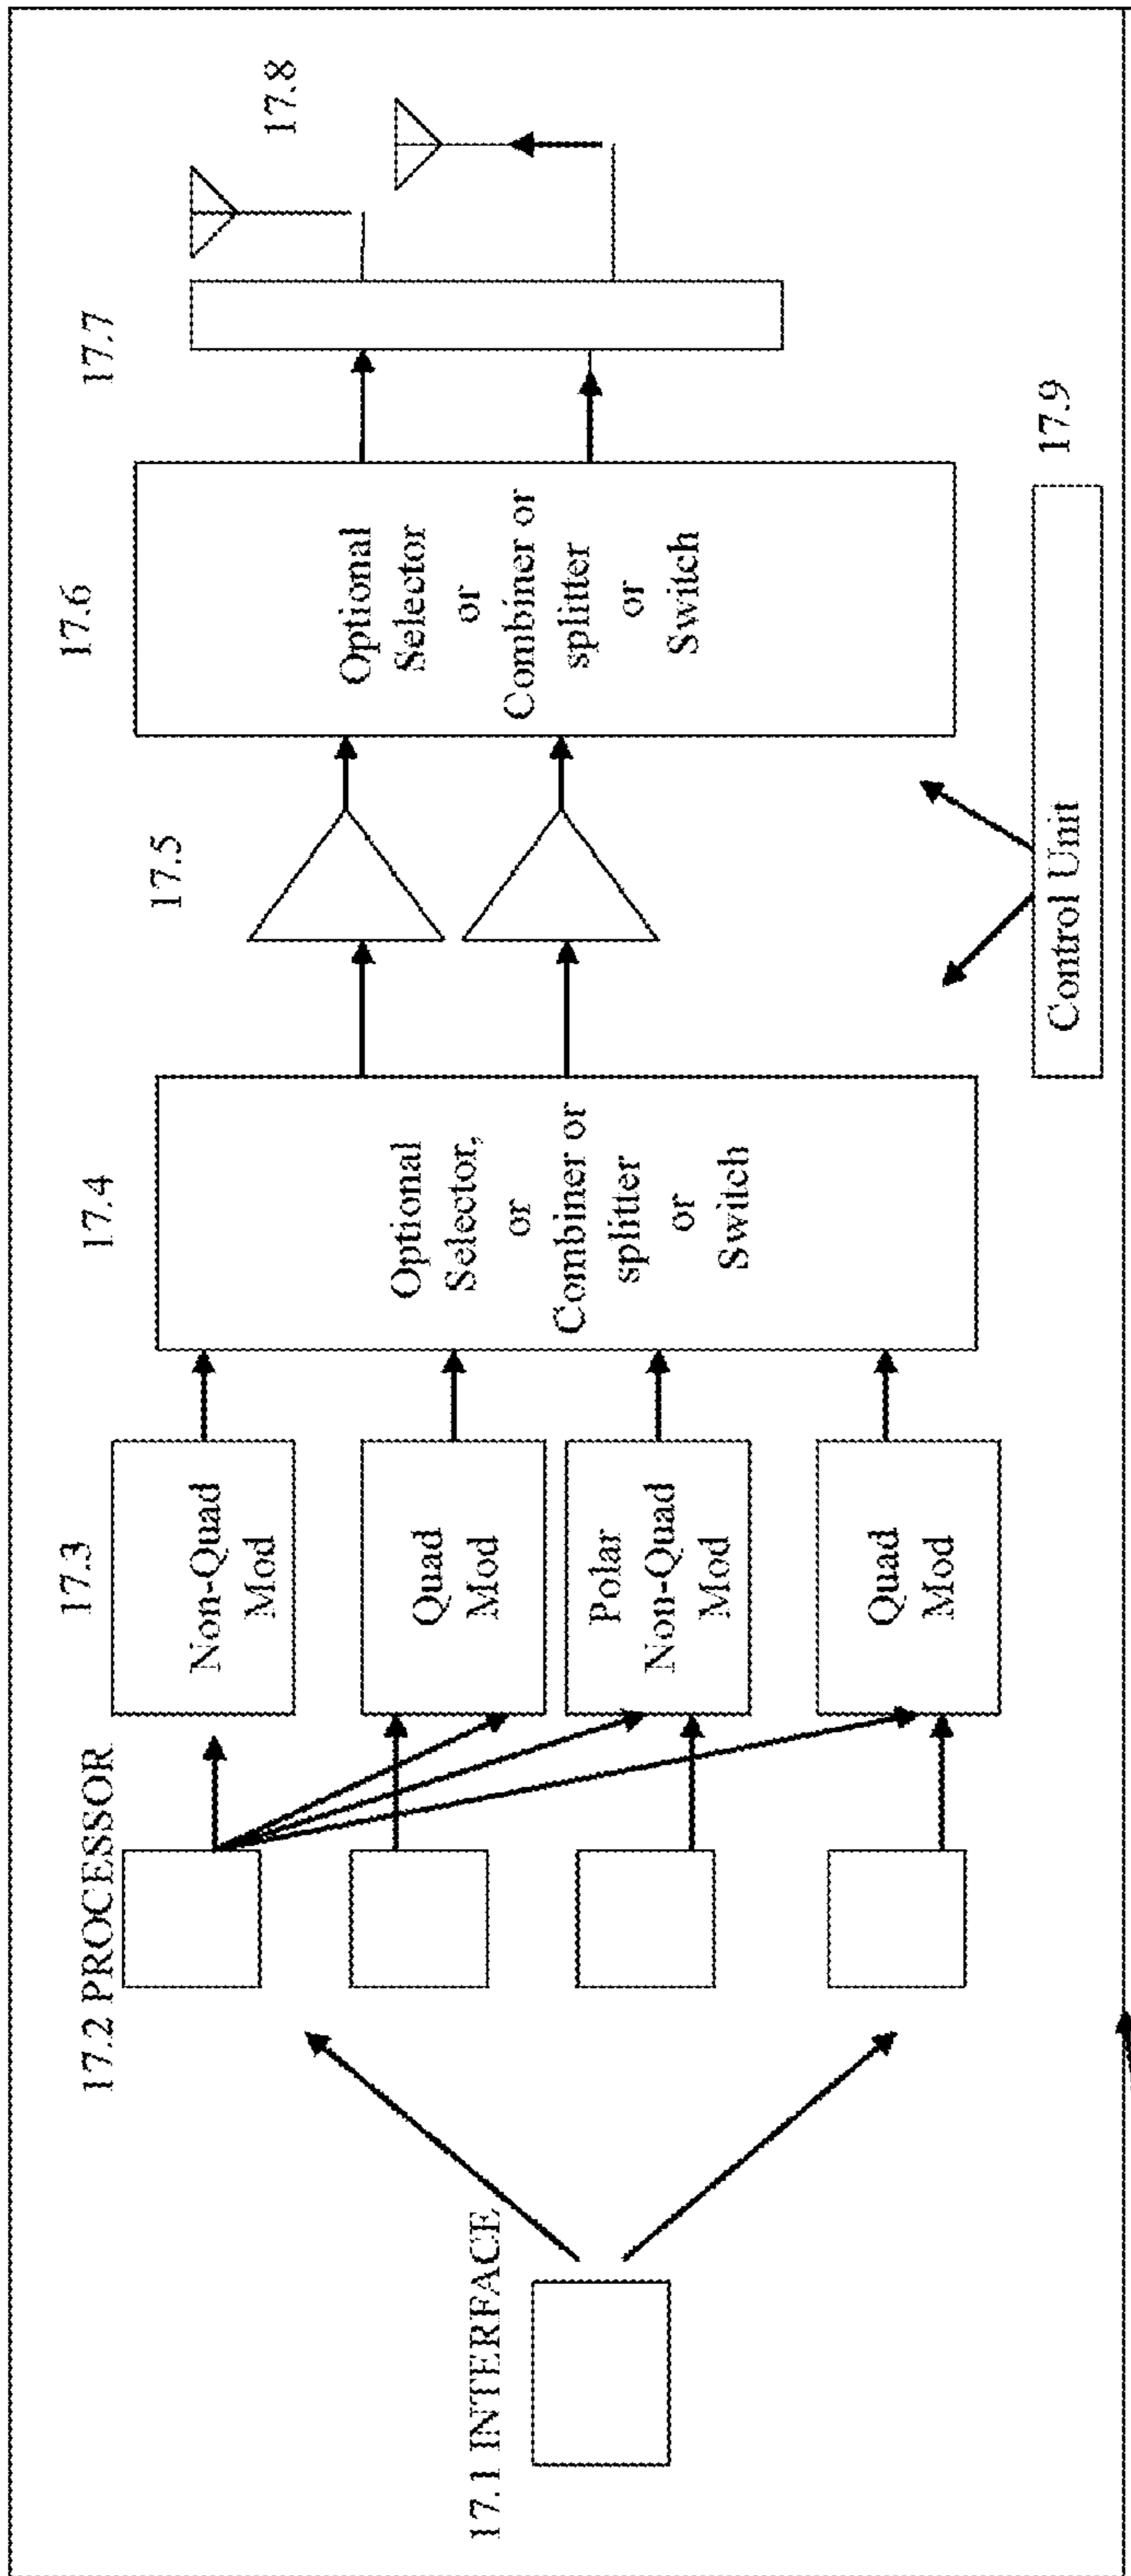 17.1 INTERFACE
17.2 PROCESSOR
17.3
Non-Quad
Mod
Quad
Mod
Polar
Non-Quad
Mod
Quad
Mod
17.4
Optional
Selector,
or
Combiner or
splitter
or
Switch
17.5
17.6
Optional
Selector
or
Combiner or
splitter
or
Switch
17.7
17.8
Control Unit
17.9